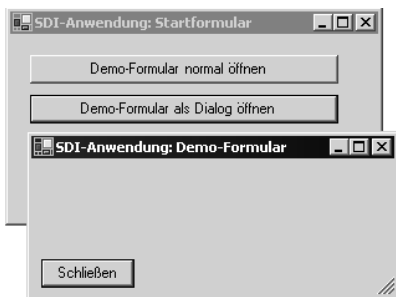 SDI-Anwendung: Startformular
Demo-Formular normal öffnen
Demo-Formular als Dialog öffnen
SDI-Anwendung: Demo-Formular
Schließen